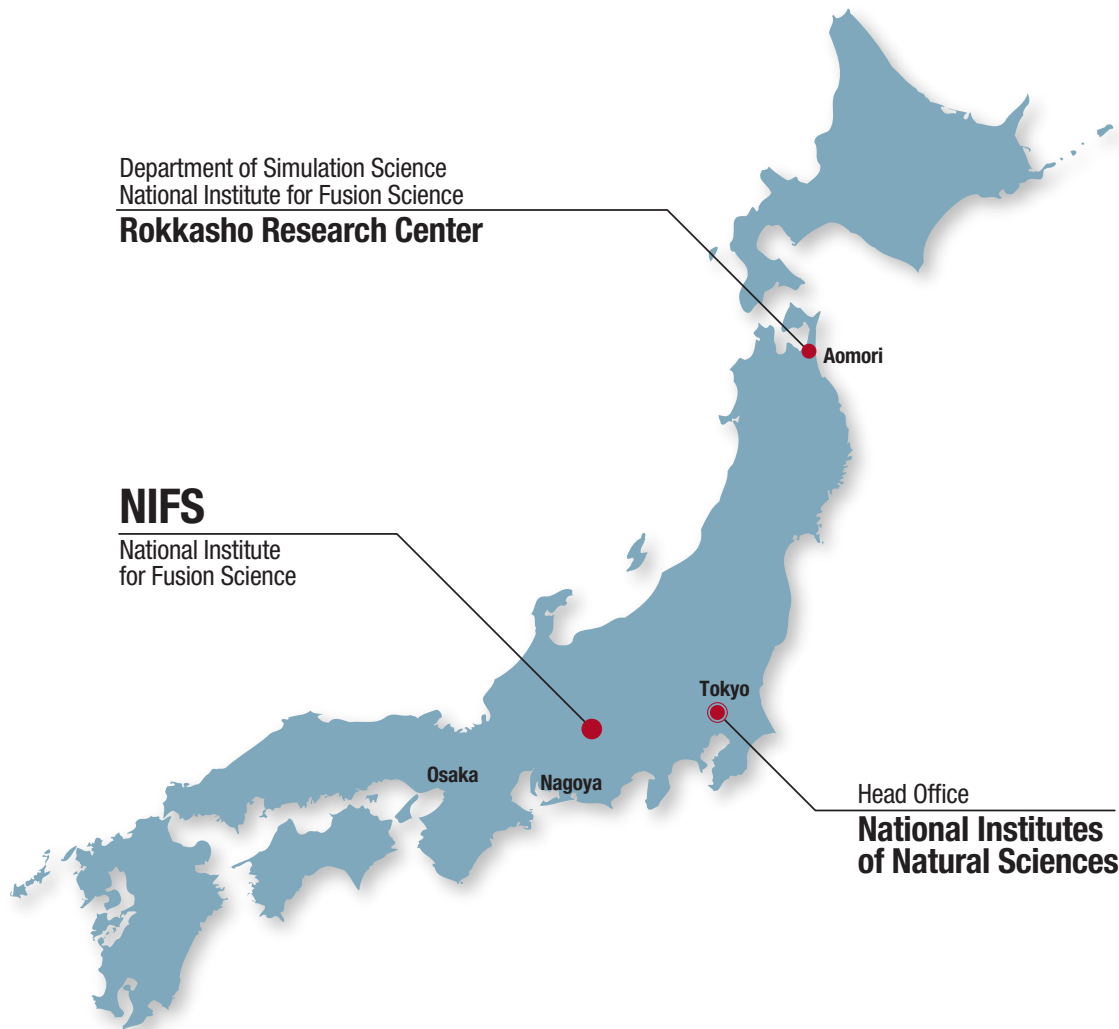 Department of Simulation Science
National Institute for Fusion Science
Rokkasho Research Center
Aomori
NIFS
National Institute
for Fusion Science
Tokyo
Osaka
Nagoya
Head Office
National Institutes
of Natural Sciences